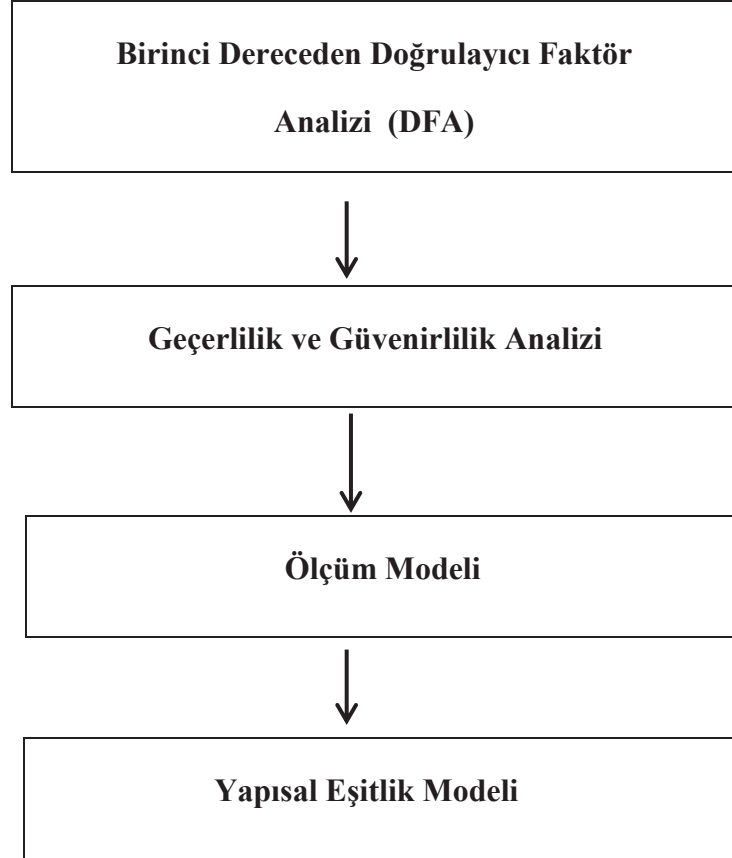 Birinci Dereceden Doğrulayıcı Faktör
Analizi (DFA)
Geçerlilik ve Güvenirlilik Analizi
Ölçüm Modeli
Yapısal Eşitlik Modeli